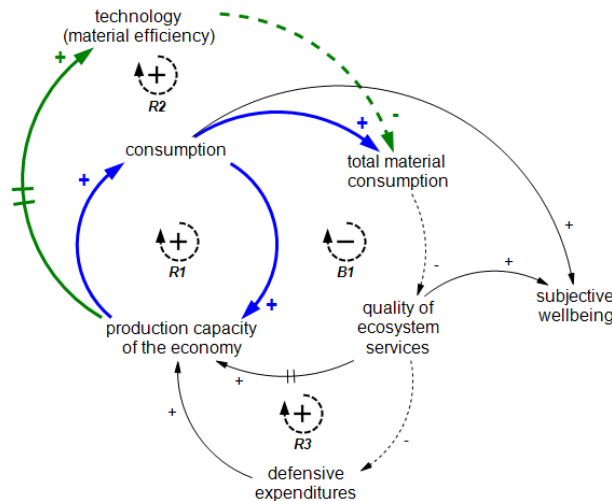 technology
(material efficiency)
+
-
+
R2
+
consumption
+
total material
consumption
+
+
R1
-
B1
+
-
+
+
subjective
wellbeing
production capacity
of the economy
quality of
ecosystem
services
+
+
+
R3
-
defensive
expenditures